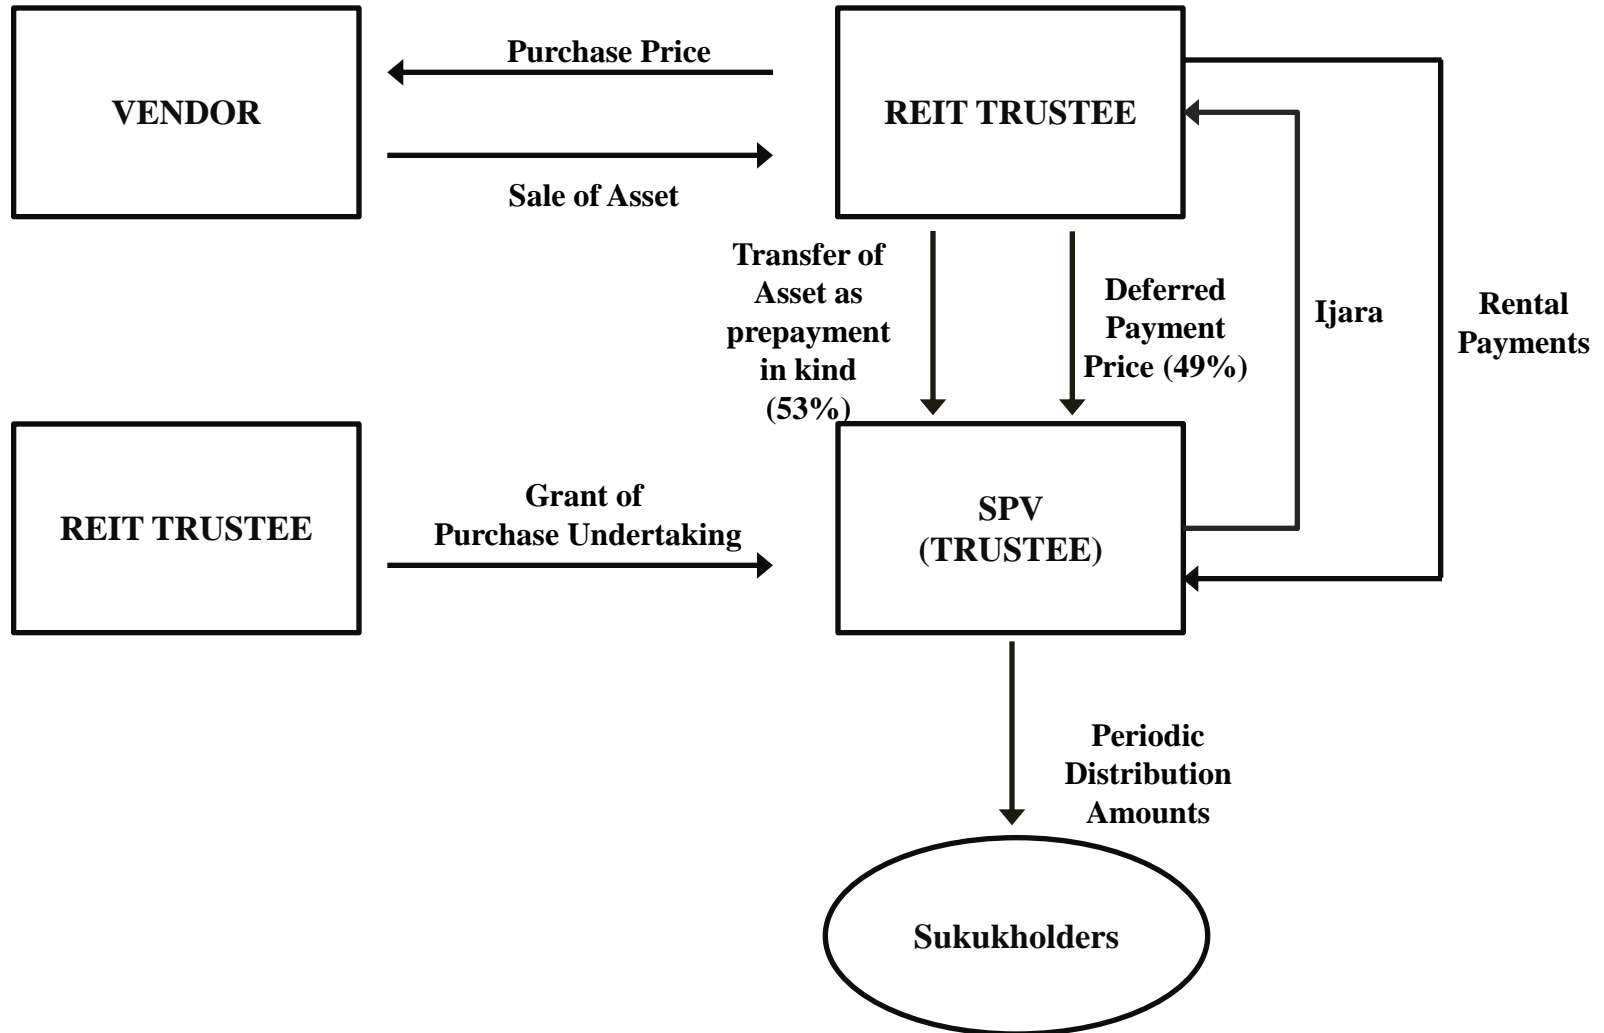 Purchase Price
VENDOR
REIT TRUSTEE
Sale of Asset
Transfer of
Asset as
prepayment
in kind
(53%)
Deferred
Payment
Price (49%)
Ijara
Rental
Payments
REIT TRUSTEE
Grant of
Purchase Undertaking
SPV
(TRUSTEE)
Periodic
Distribution
Amounts
Sukukholders